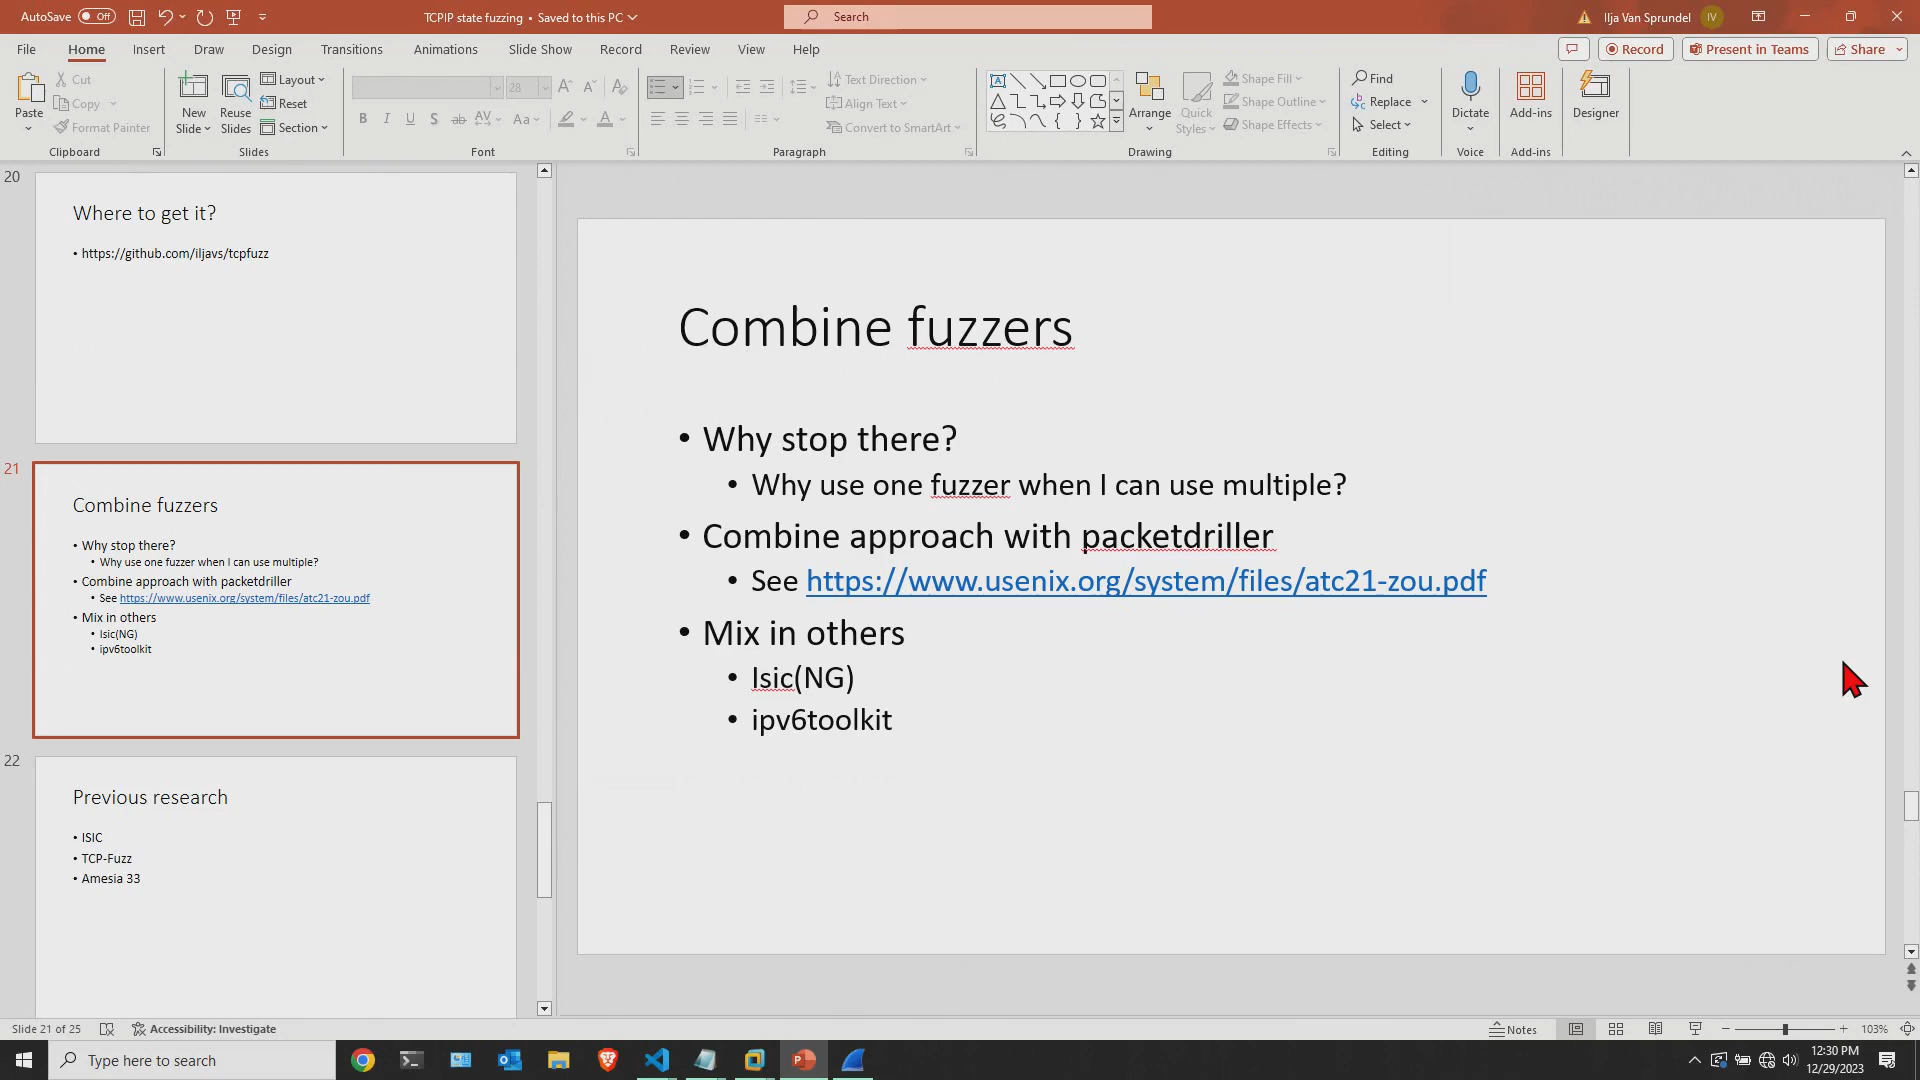 AutoSave Off
TCPIP state fuzzing • Saved to this PC
Search
Ilja Van Sprundel IV
File Home Insert Draw Design Transitions Animations Slide Show Record Review View Help
Record Present in Teams Share
Paste
Cut
Copy
Format Painter
Clipboard
New Slide
Reuse Slides
Layout
Reset
Section
Slides
28
B I U S ab AV Aa A
Font
Text Direction
Align Text
Convert to SmartArt
Paragraph
Arrange
Quick Styles
Shape Fill
Shape Outline
Shape Effects
Drawing
Find
Replace
Select
Editing
Dictate
Voice
Add-ins
Add-ins
Designer
20
Where to get it?
• https://github.com/iljavs/tcpfuzz
21
Combine fuzzers
• Why stop there?
• Why use one fuzzer when I can use multiple?
• Combine approach with packetdriller
• See https://www.usenix.org/system/files/atc21-zou.pdf
• Mix in others
• Isic(NG)
• ipv6toolkit
22
Previous research
• ISIC
• TCP-Fuzz
• Amesia 33
Combine fuzzers
• Why stop there?
• Why use one fuzzer when I can use multiple?
• Combine approach with packetdriller
• See https://www.usenix.org/system/files/atc21-zou.pdf
• Mix in others
• Isic(NG)
• ipv6toolkit
Slide 21 of 25
Accessibility: Investigate
Notes
103%
Type here to search
12:30 PM
12/29/2023